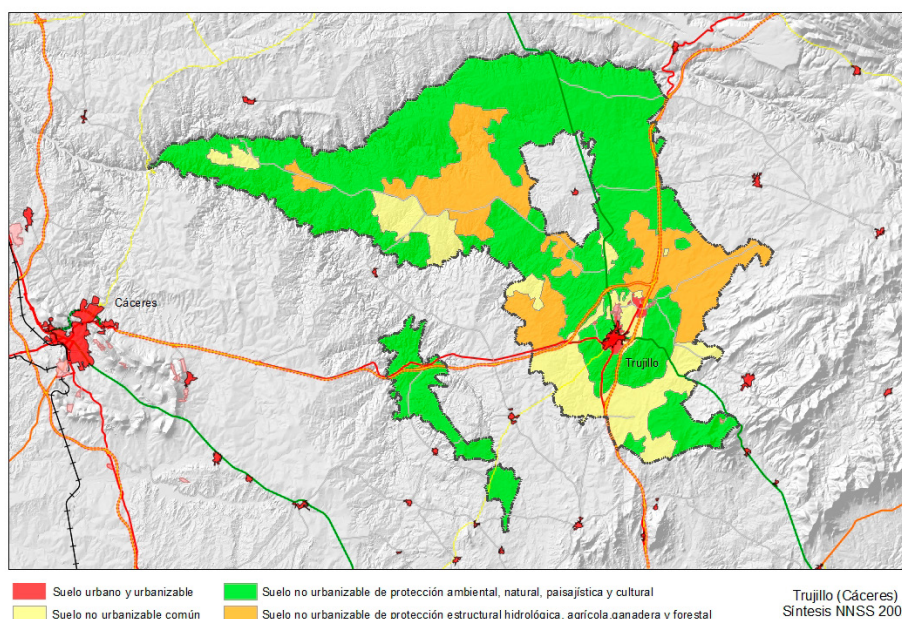 Cáceres
Trujillo
Suelo urbano y urbanizable
Suelo no urbanizable de protección ambiental, natural, paisajística y cultural
Suelo no urbanizable común
Suelo no urbanizable de protección estructural hidrológica, agrícola,ganadera y forestal
Trujillo (Cáceres)
Síntesis NNSS